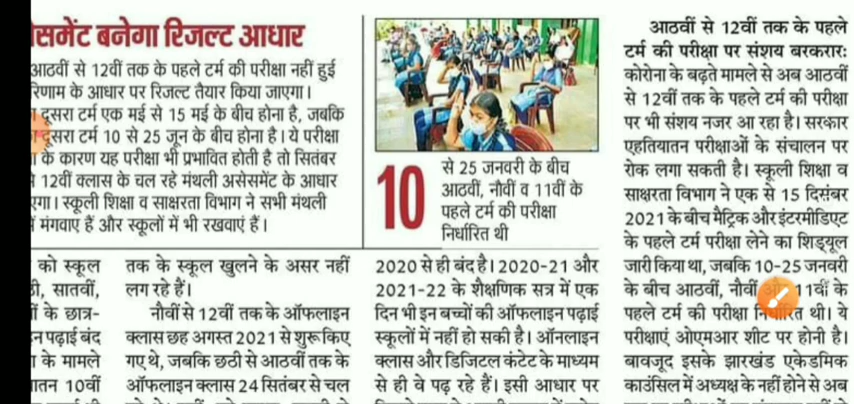 समेंट बनेगा रिजल्ट आधार
आठवीं से 12वीं तक के पहले टर्म की परीक्षा नहीं हुई
रिणाम के आधार पर रिजल्ट तैयार किया जाएगा।
दूसरा टर्म एक मई से 15 मई के बीच होना है, जबकि
दूसरा टर्म 10 से 25 जून के बीच होना है। ये परीक्षा
के कारण यह परीक्षा भी प्रभावित होती है तो सितंबर
12वीं क्लास के चल रहे मंथली असेसमेंट के आधार
एगा। स्कूली शिक्षा व साक्षरता विभाग ने सभी मंथली
मंगवाए हैं और स्कूलों में भी रखवाएं हैं।
10
से 25 जनवरी के बीच
आठवीं, नौवीं व 11वीं के
पहले टर्म की परीक्षा
निर्धारित थी
को स्कूल
ठी, सातवीं,
के छात्र-
न पढ़ाई बंद
के मामले
ातन 10वीं
तक के स्कूल खुलने के असर नहीं
लग रहे हैं।
नौवीं से 12वीं तक के ऑफलाइन
क्लास छह अगस्त 2021 से शुरू किए
गए थे, जबकि छठी से आठवीं तक के
ऑफलाइन क्लास 24 सितंबर से चल
2020 से ही बंद है। 2020-21 और
2021-22 के शैक्षणिक सत्र में एक
दिन भी इन बच्चों की ऑफलाइन पढ़ाई
स्कूलों में नहीं हो सकी है। ऑनलाइन
क्लास और डिजिटल कंटेट के माध्यम
से ही वे पढ़ रहे हैं। इसी आधार पर
आठवीं से 12वीं तक के पहले
टर्म की परीक्षा पर संशय बरकरार:
कोरोना के बढ़ते मामले से अब आठवीं
से 12वीं तक के पहले टर्म की परीक्षा
पर भी संशय नजर आ रहा है। सरकार
एहतियातन परीक्षाओं के संचालन पर
रोक लगा सकती है। स्कूली शिक्षा व
साक्षरता विभाग ने एक से 15 दिसंबर
2021 के बीच मैट्रिक और इंटरमीडिएट
के पहले टर्म परीक्षा लेने का शिड्यूल
जारी किया था, जबकि 10-25 जनवरी
के बीच आठवीं, नौवीं 11वीं के
पहले टर्म की परीक्षा थी। ये
परीक्षाएं ओएमआर शीट पर होनी है।
बावजूद इसके झारखंड एकेडमिक
काउंसिल में अध्यक्ष के नहीं होने से अब